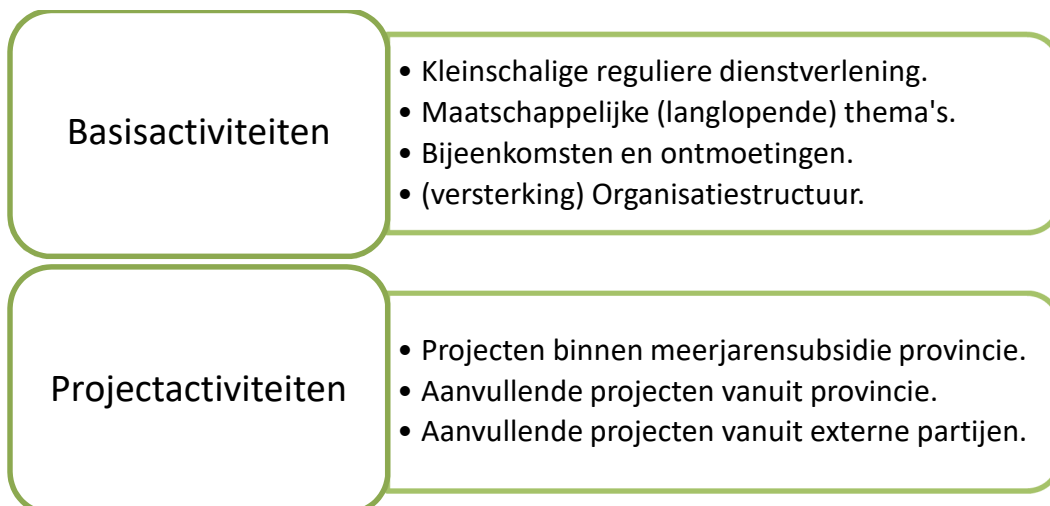 Basisactiviteiten
• Kleinschalige reguliere dienstverlening.
• Maatschappelijke (langlopende) thema's.
• Bijeenkomsten en ontmoetingen.
• (versterking) Organisatiestructuur.
Projectactiviteiten
• Projecten binnen meerjarensubsidie provincie.
• Aanvullende projecten vanuit provincie.
• Aanvullende projecten vanuit externe partijen.